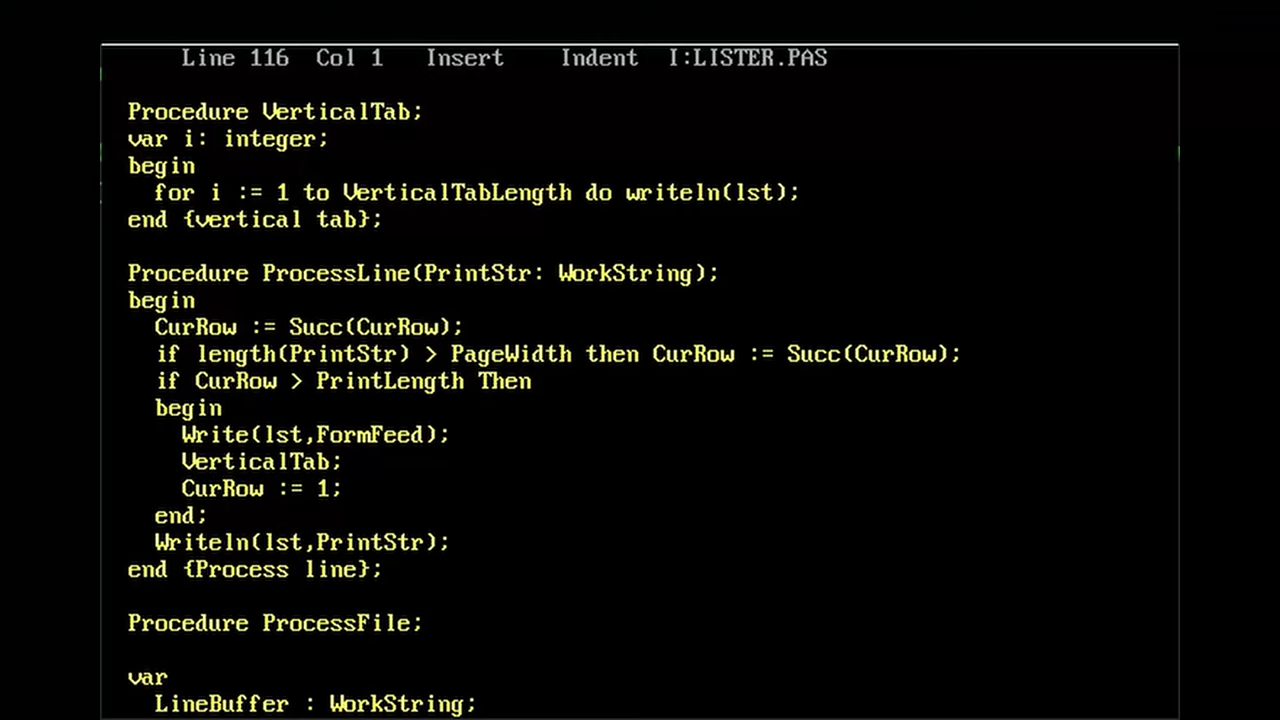 Line 116  Col 1   Insert    Indent  I:LISTER.PAS
Procedure VerticalTab;
var i: integer;
begin
  for i := 1 to VerticalTabLength do writeln(lst);
end {vertical tab};
Procedure ProcessLine(PrintStr: WorkString);
begin
  CurRow := Succ(CurRow);
  if length(PrintStr) > PageWidth then CurRow := Succ(CurRow);
  if CurRow > PrintLength Then
  begin
    Write(lst,FormFeed);
    VerticalTab;
    CurRow := 1;
  end;
  Writeln(lst,PrintStr);
end {Process line};
Procedure ProcessFile;
var
  LineBuffer : WorkString;